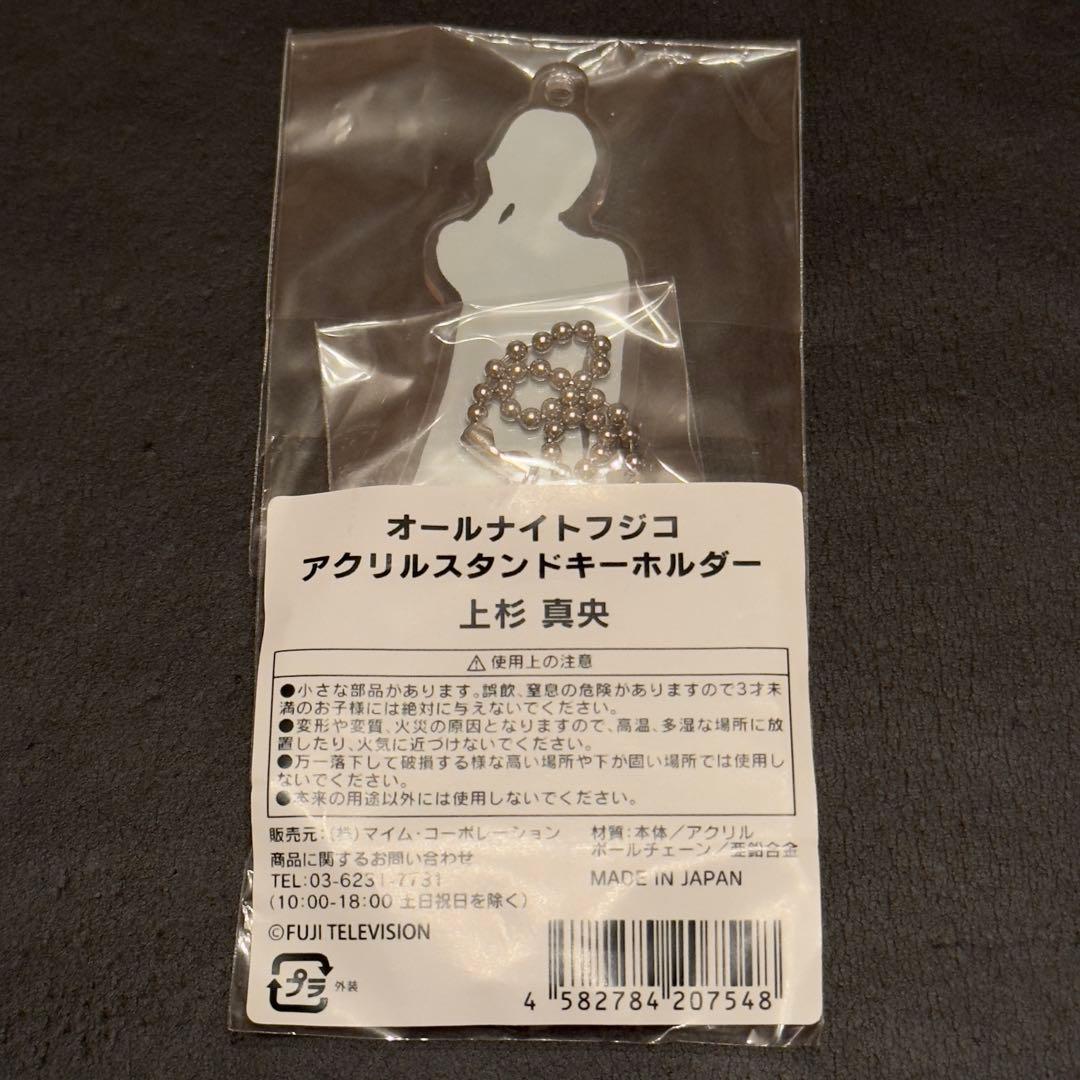 オールナイトフジコ
アクリルスタンドキーホルダー
上杉 真央
⚠使用上の注意
●小さな部品があります。誤飲、窒息の危険がありますので3才未
満のお子様には絶対に与えないでください。
●変形や変質、火災の原因となりますので、高温、多湿な場所に放
置したり、火気に近づけないでください。
●万一落下して破損する様な高い場所や下が固い場所では使用し
ないでください。
●本来の用途以外には使用しないでください。
販売元:(株)マイム・コーポレーション
商品に関するお問い合わせ
TEL:03-6231-7731
(10:00-18:00 土日祝日を除く)
材質:本体/アクリル
ボールチェーン/亜鉛合金
MADE IN JAPAN
©FUJI TELEVISION
プラ 外装
4 582784 207548